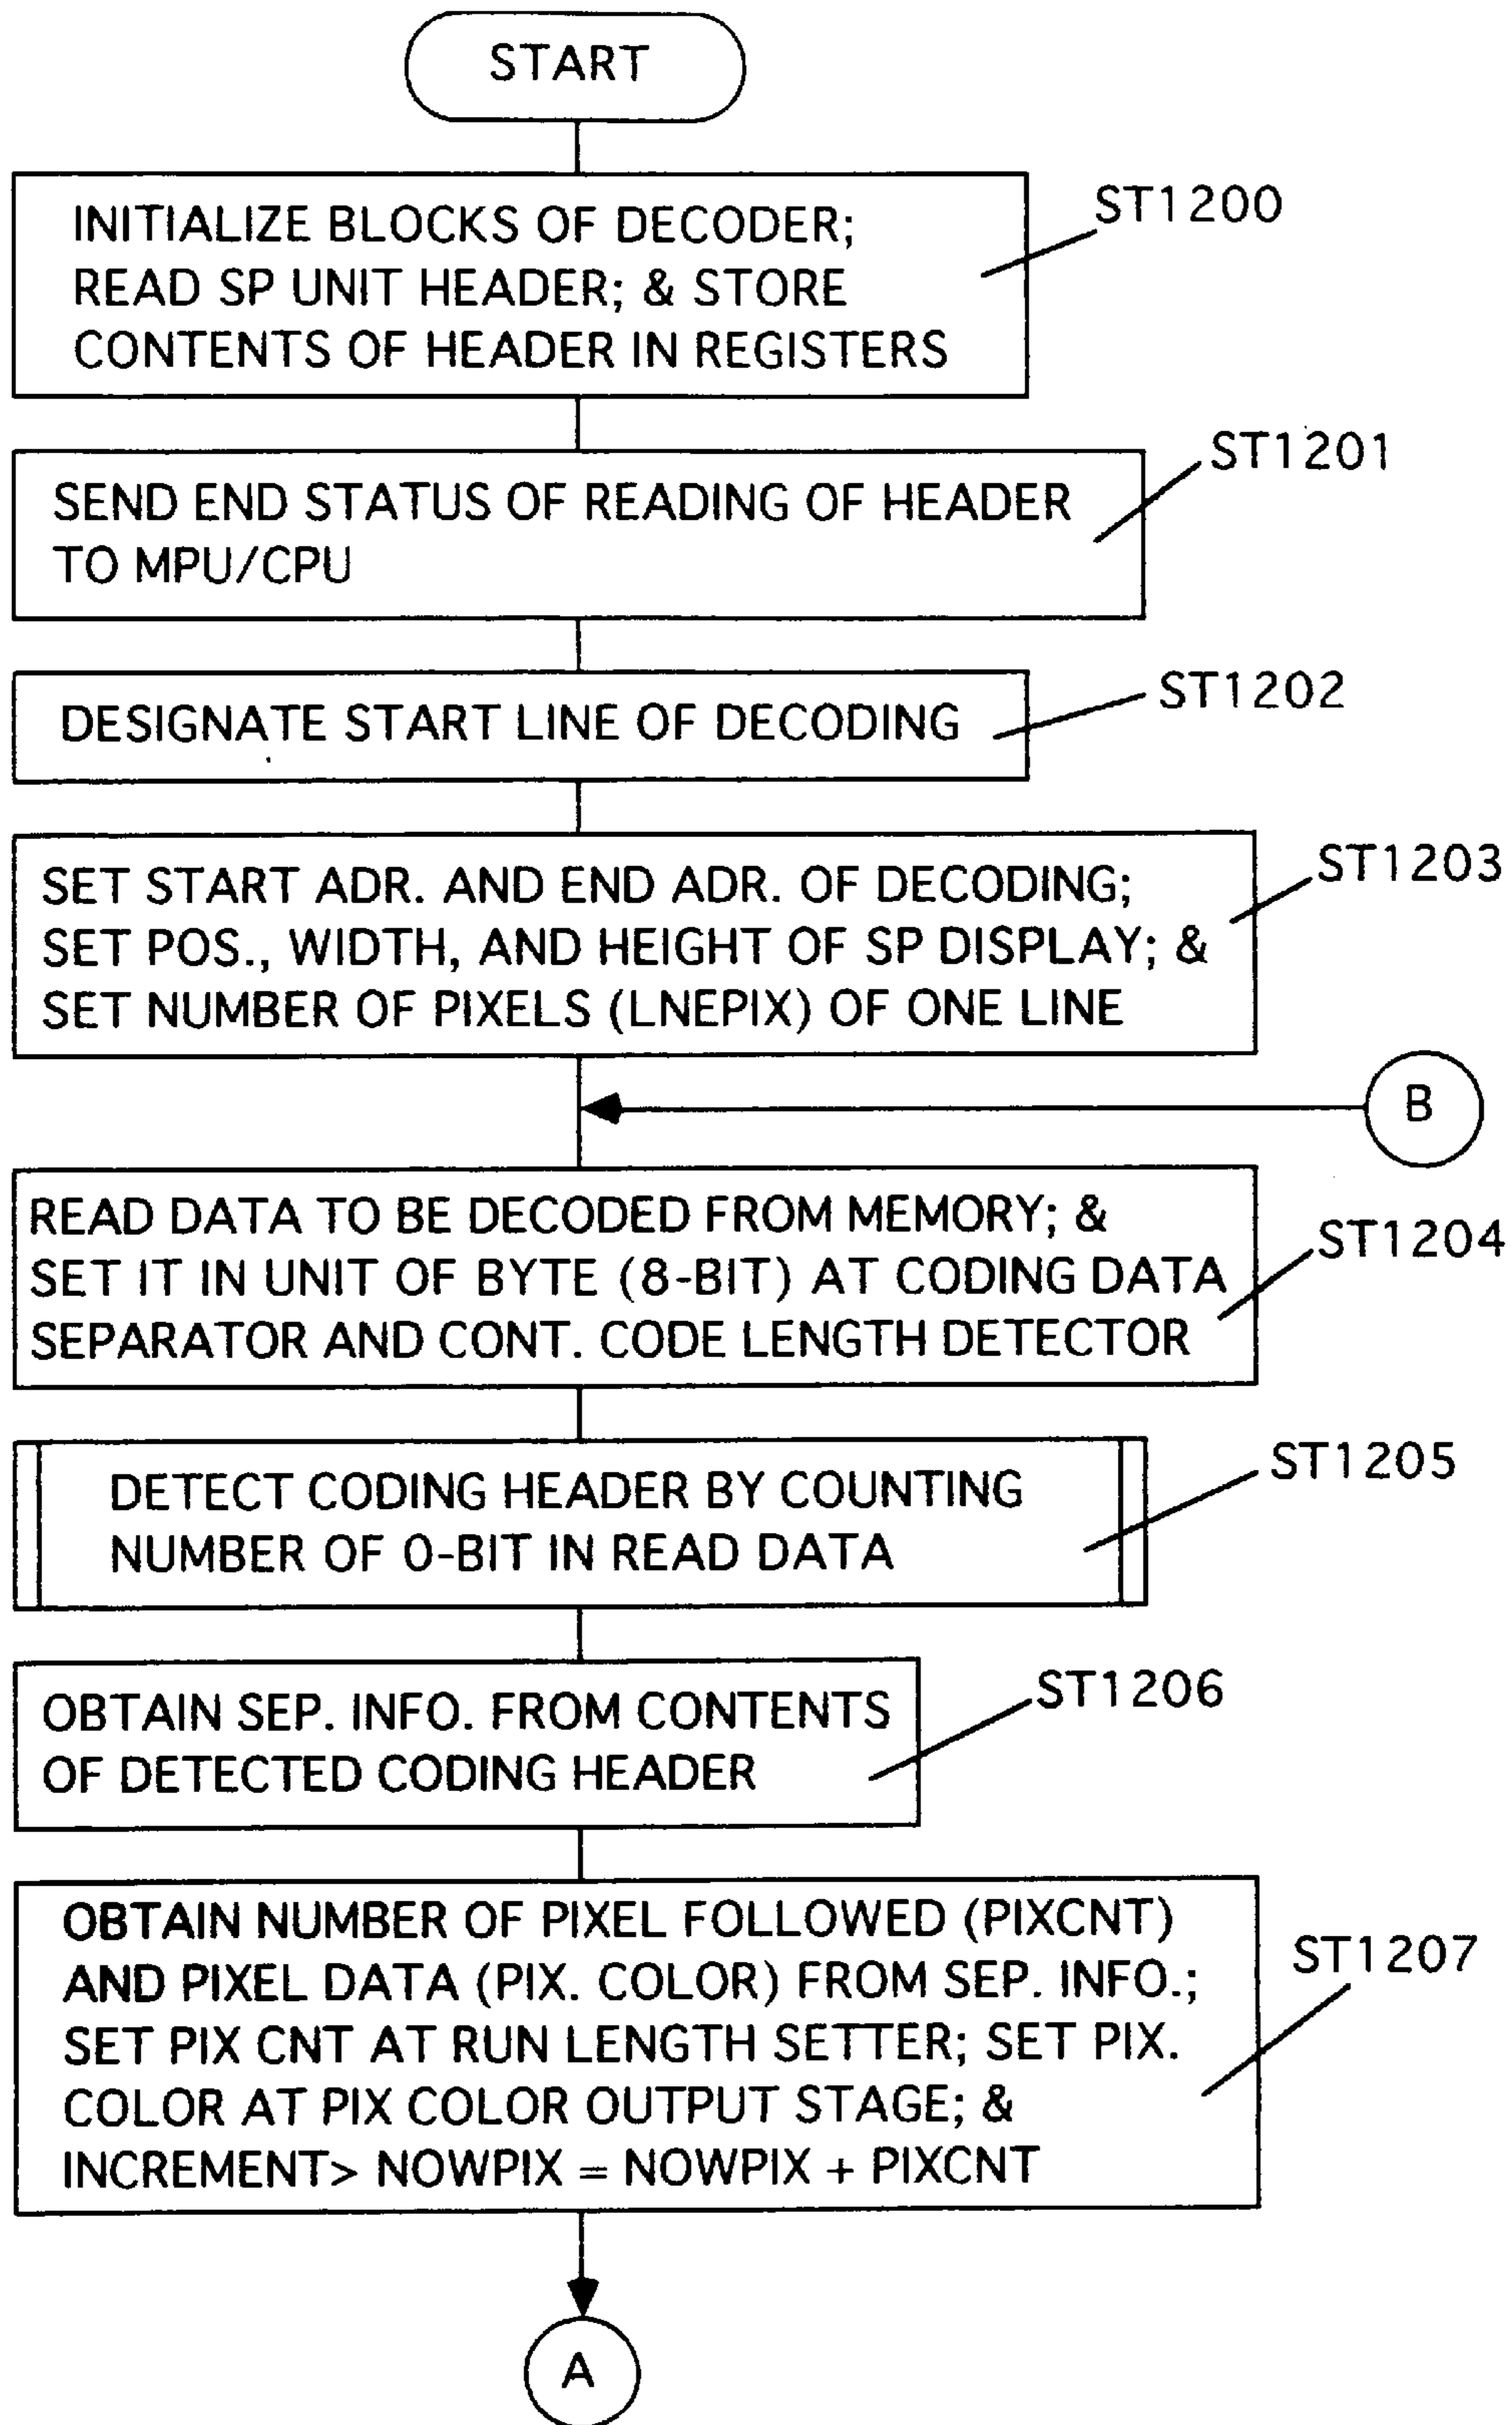 START
INITIALIZE BLOCKS OF DECODER;
READ SP UNIT HEADER; & STORE
CONTENTS OF HEADER IN REGISTERS
ST1200
SEND END STATUS OF READING OF HEADER
TO MPU/CPU
ST1201
DESIGNATE START LINE OF DECODING
ST1202
SET START ADR. AND END ADR. OF DECODING;
SET POS., WIDTH, AND HEIGHT OF SP DISPLAY; &
SET NUMBER OF PIXELS (LNEPIX) OF ONE LINE
ST1203
B
READ DATA TO BE DECODED FROM MEMORY; &
SET IT IN UNIT OF BYTE (8-BIT) AT CODING DATA
SEPARATOR AND CONT. CODE LENGTH DETECTOR
ST1204
DETECT CODING HEADER BY COUNTING
NUMBER OF 0-BIT IN READ DATA
ST1205
OBTAIN SEP. INFO. FROM CONTENTS
OF DETECTED CODING HEADER
ST1206
OBTAIN NUMBER OF PIXEL FOLLOWED (PIXCNT)
AND PIXEL DATA (PIX. COLOR) FROM SEP. INFO.;
SET PIX CNT AT RUN LENGTH SETTER; SET PIX.
COLOR AT PIX COLOR OUTPUT STAGE; &
INCREMENT> NOWPIX = NOWPIX + PIXCNT
ST1207
A